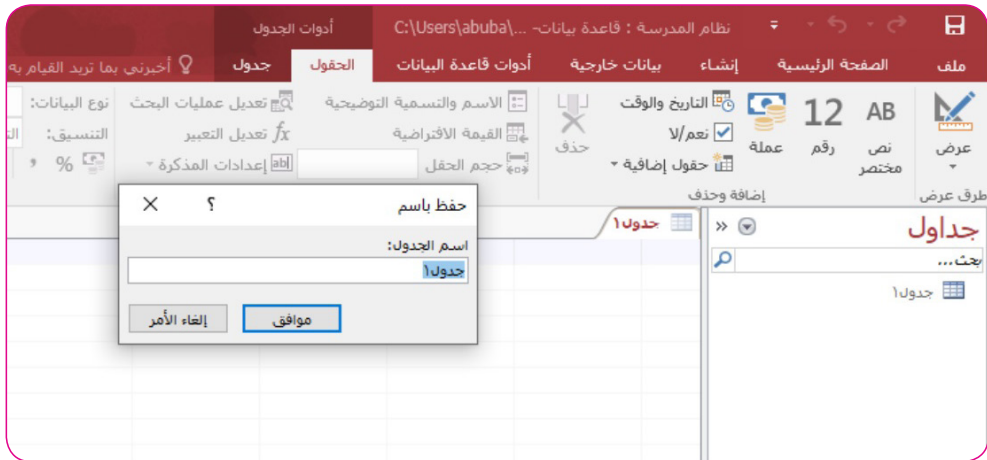 نظام المدرسة : قاعدة بيانات- ...\C:\Users\abuba
أدوات الجدول
ملف
الصفحة الرئيسية
إنشاء
بيانات خارجية
أدوات قاعدة البيانات
الحقول
جدول
أخبرني بما تريد القيام به
عرض
AB
نص
مختصر
12
رقم
عملة
التاريخ والوقت
نعم/لا
حقول إضافية
حذف
الاسم والتسمية التوضيحية
القيمة الافتراضية
حجم الحقل
تعديل عمليات البحث
fx تعديل التعبير
ab إعدادات المذكرة
نوع البيانات:
التنسيق:
% ,
طرق عرض
إضافة وحذف
جداول
بحث...
جدول١
جدول١
حفظ باسم
؟
اسم الجدول:
جدول١
موافق
إلغاء الأمر